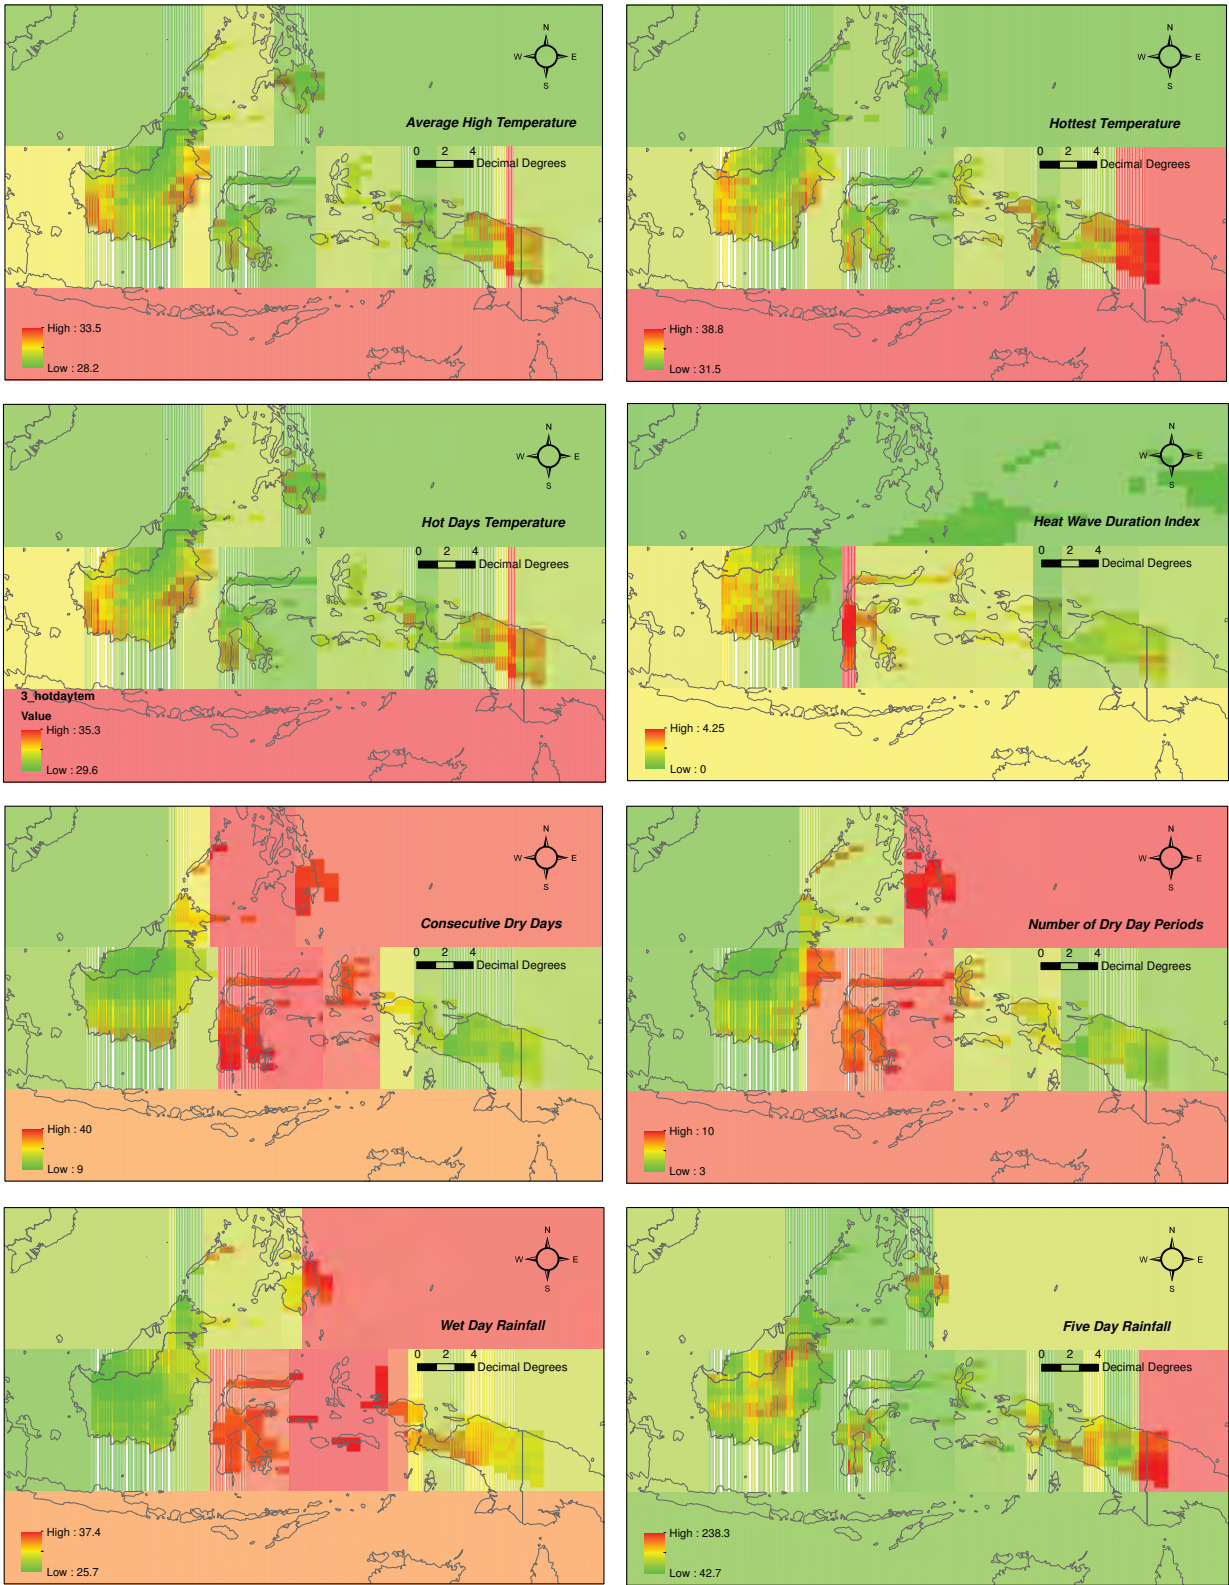 N
W E
S
Average High Temperature
0 2 4
Decimal Degrees
High : 33.5
Low : 28.2
N
W E
S
Hottest Temperature
0 2 4
Decimal Degrees
High : 38.8
Low : 31.5
N
W E
S
Hot Days Temperature
0 2 4
Decimal Degrees
3_hotdaytem
Value
High : 35.3
Low : 29.6
N
W E
S
Heat Wave Duration Index
0 2 4
Decimal Degrees
High : 4.25
Low : 0
N
W E
S
Consecutive Dry Days
0 2 4
Decimal Degrees
High : 40
Low : 9
N
W E
S
Number of Dry Day Periods
0 2 4
Decimal Degrees
High : 10
Low : 3
N
W E
S
Wet Day Rainfall
0 2 4
Decimal Degrees
High : 37.4
Low : 25.7
N
W E
S
Five Day Rainfall
0 2 4
Decimal Degrees
High : 238.3
Low : 42.7